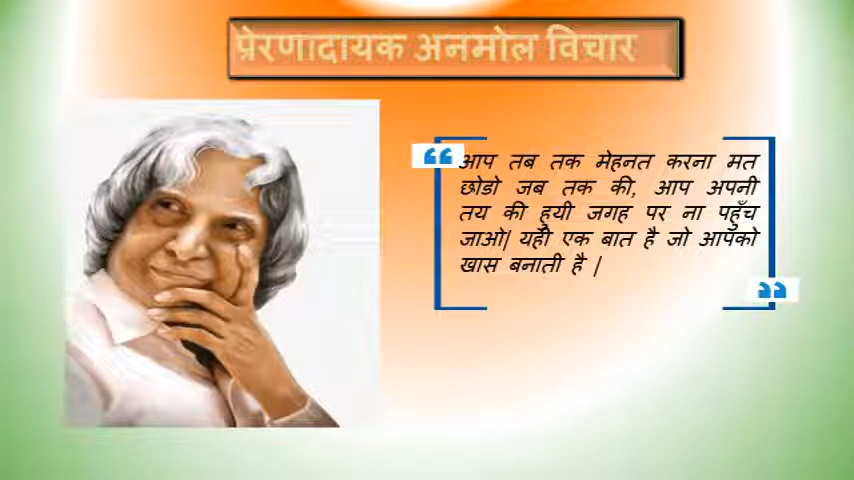 प्रेरणादायक अनमोल विचार
“ आप तब तक मेहनत करना मत
छोडो जब तक की, आप अपनी
तय की हुयी जगह पर ना पहुँच
जाओ| यही एक बात है जो आपको
खास बनाती है |
”